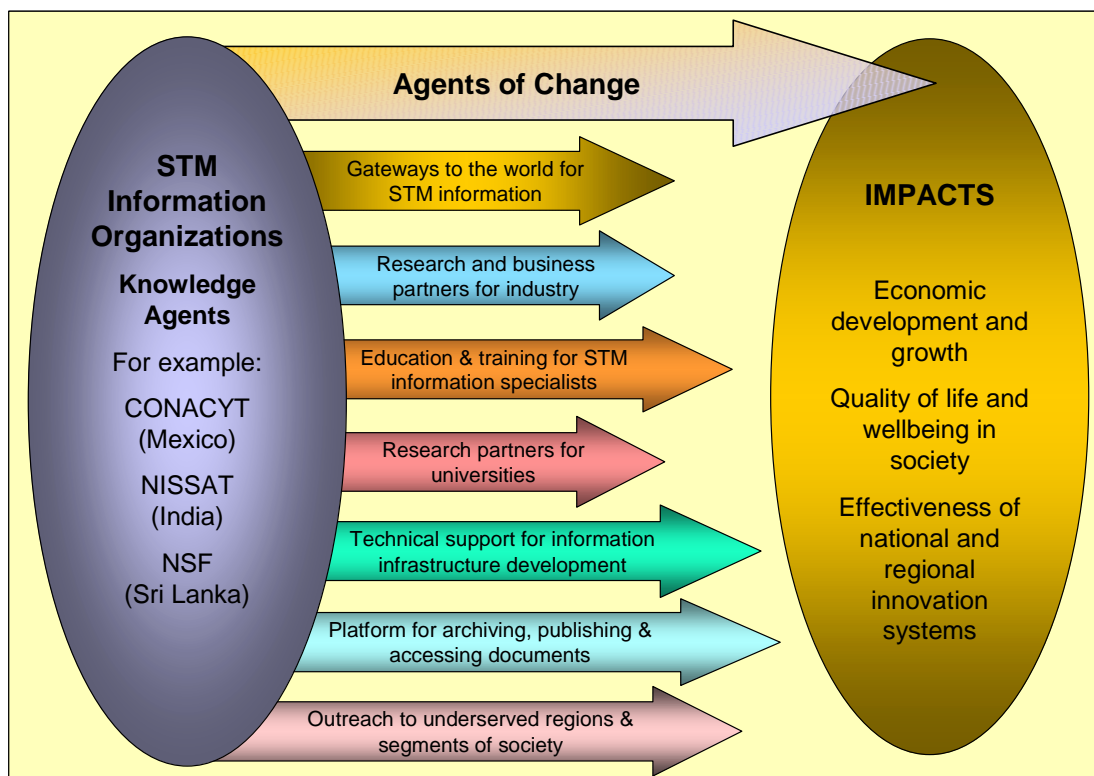 Agents of Change
STM
Information
Organizations
Knowledge
Agents
For example:
CONACYT
(Mexico)
NISSAT
(India)
NSF
(Sri Lanka)
Gateways to the world for
STM information
Research and business
partners for industry
Education & training for STM
information specialists
Research partners for
universities
Technical support for information
infrastructure development
Platform for archiving, publishing &
accessing documents
Outreach to underserved regions &
segments of society
IMPACTS
Economic
development and
growth
Quality of life and
wellbeing in
society
Effectiveness of
national and
regional
innovation
systems